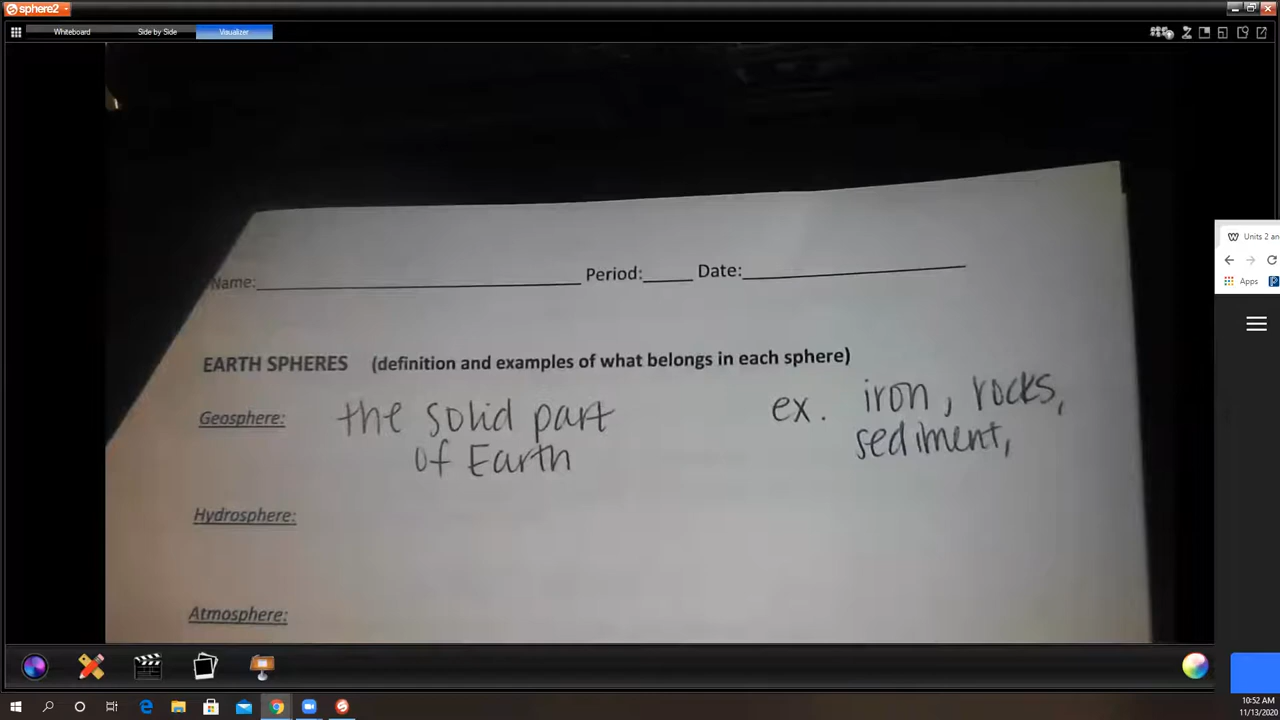 sphere2
Whiteboard Side by Side Visualizer
Name: Period: Date:
EARTH SPHERES (definition and examples of what belongs in each sphere)
Geosphere: the solid part of Earth
ex. iron, rocks,
sediment,
Hydrosphere:
Atmosphere:
Units 2 an
Apps
10:52 AM
11/13/2020